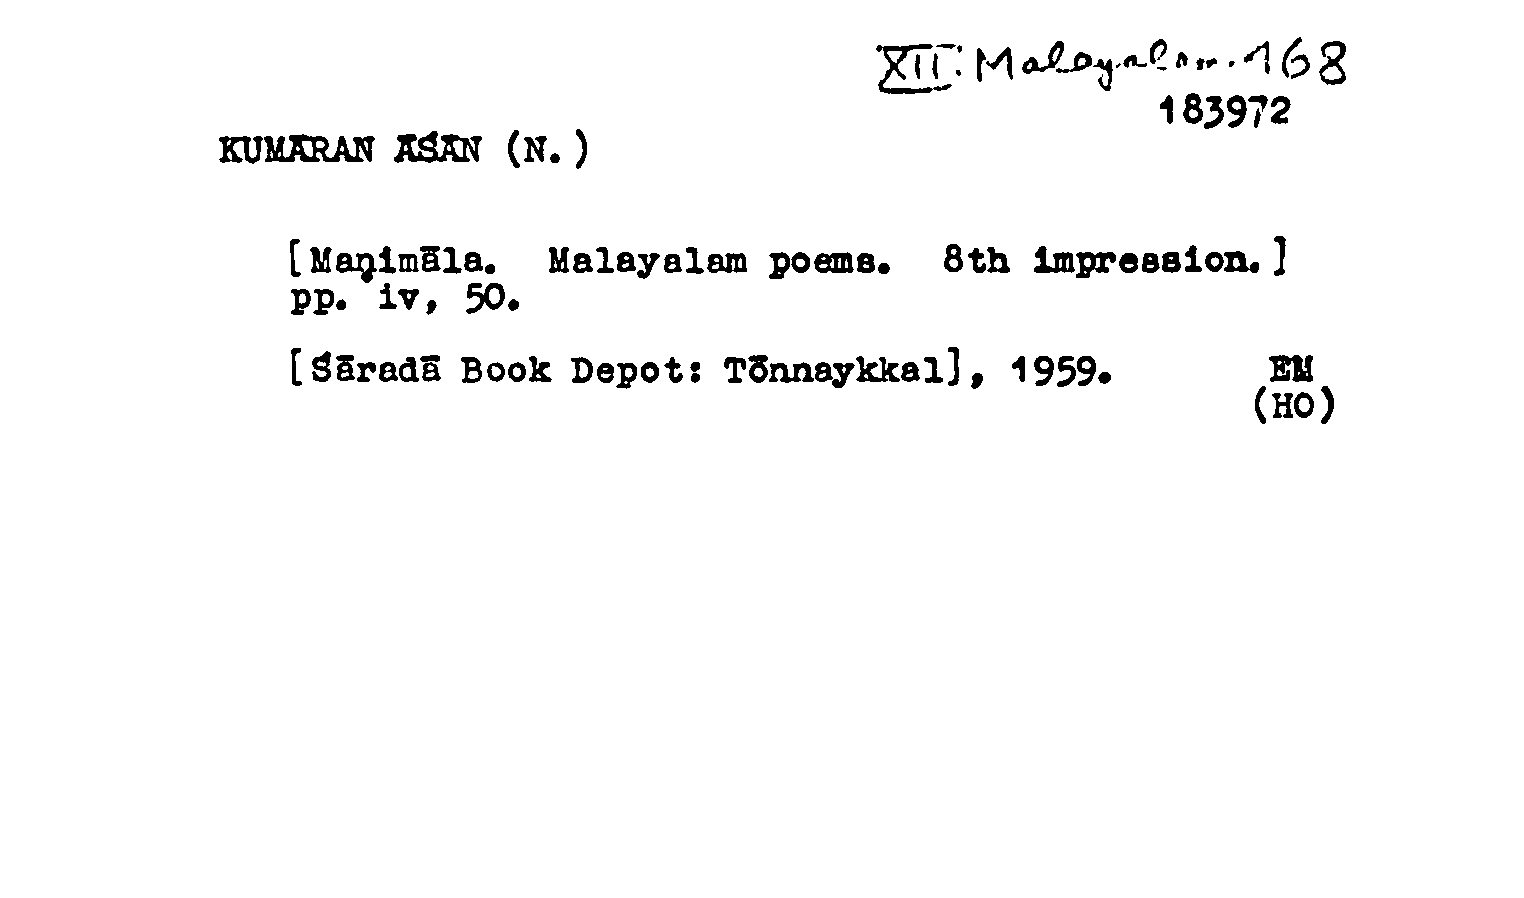 XII. Malayalam. 168
183972
KUMĀRAN ĀŚĀN (N.)
[Maṇimāla. Malayalam poems. 8th impression.]
pp. iv, 50.
[Śāradā Book Depot: Tōnnaykkal], 1959. EM
(HO)